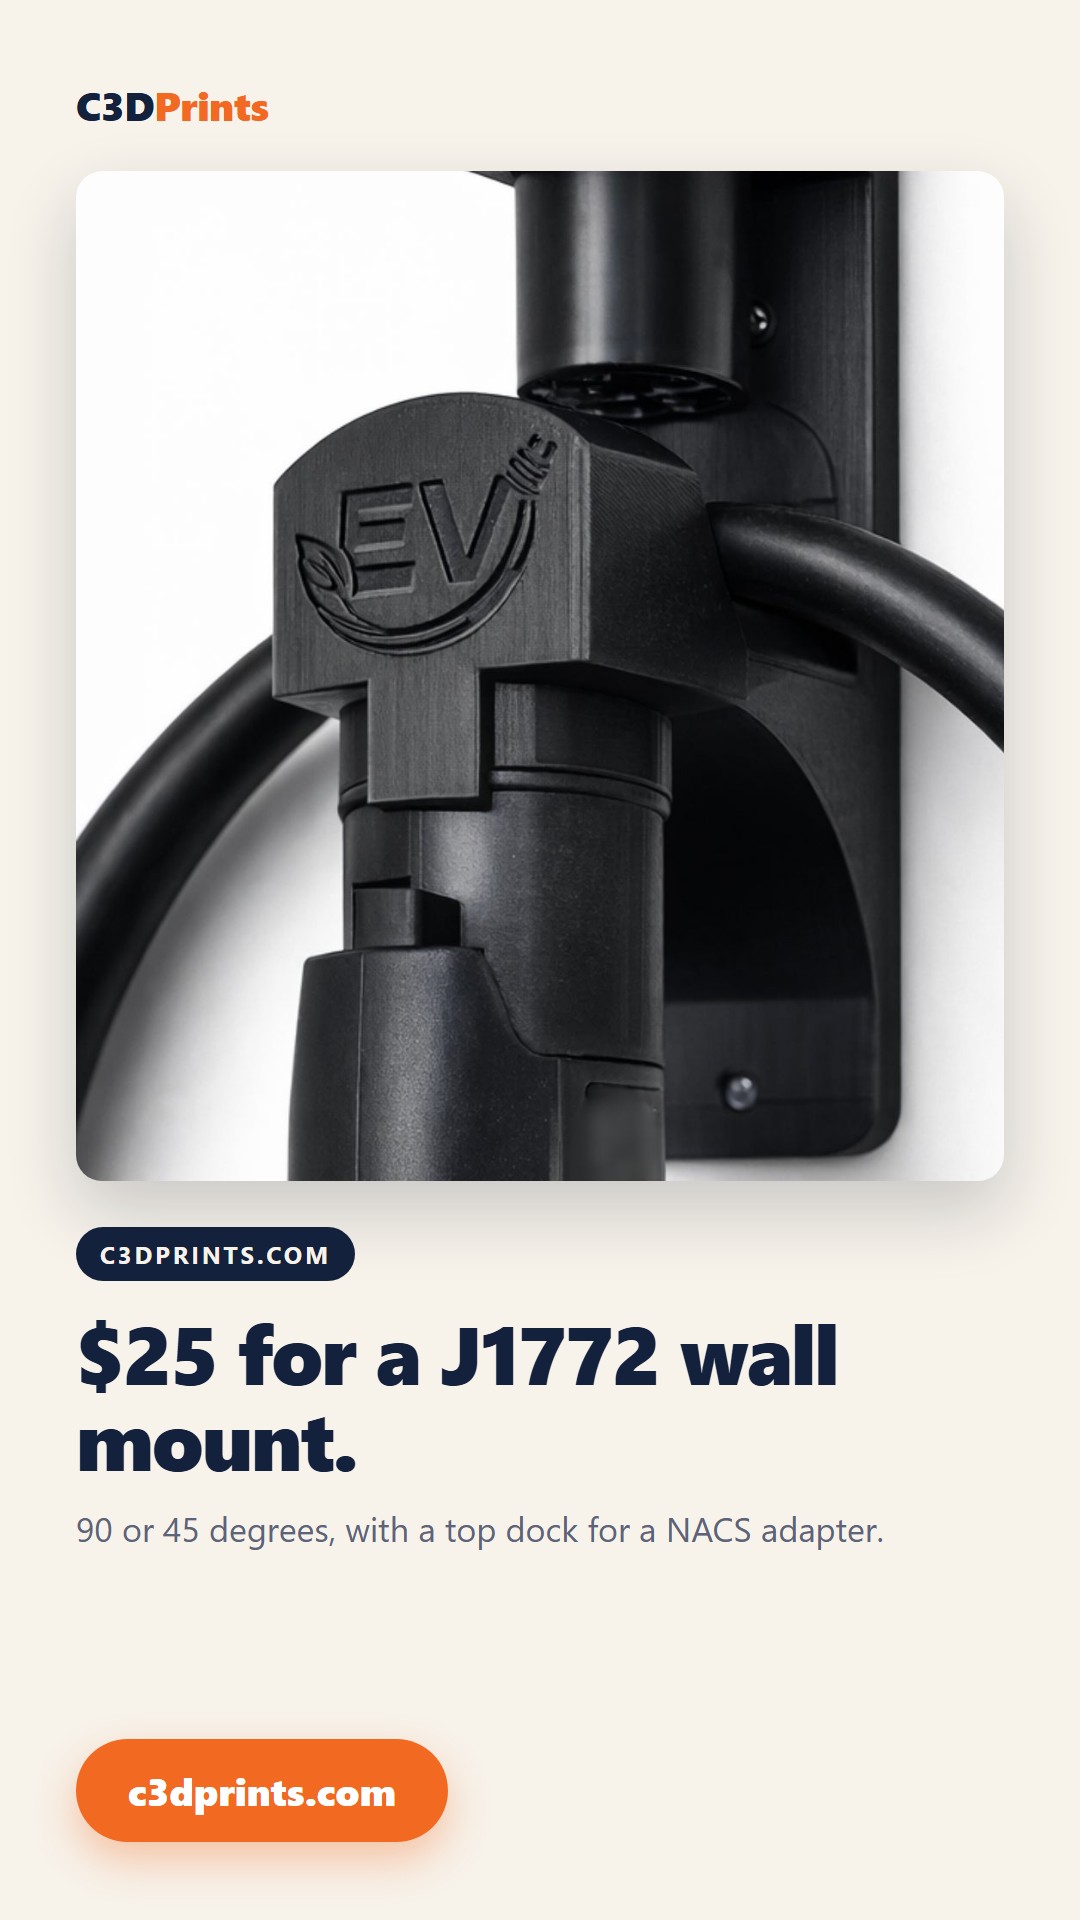 C3DPrints
EV
C3DPRINTS.COM
$25 for a J1772 wall
mount.
90 or 45 degrees, with a top dock for a NACS adapter.
c3dprints.com